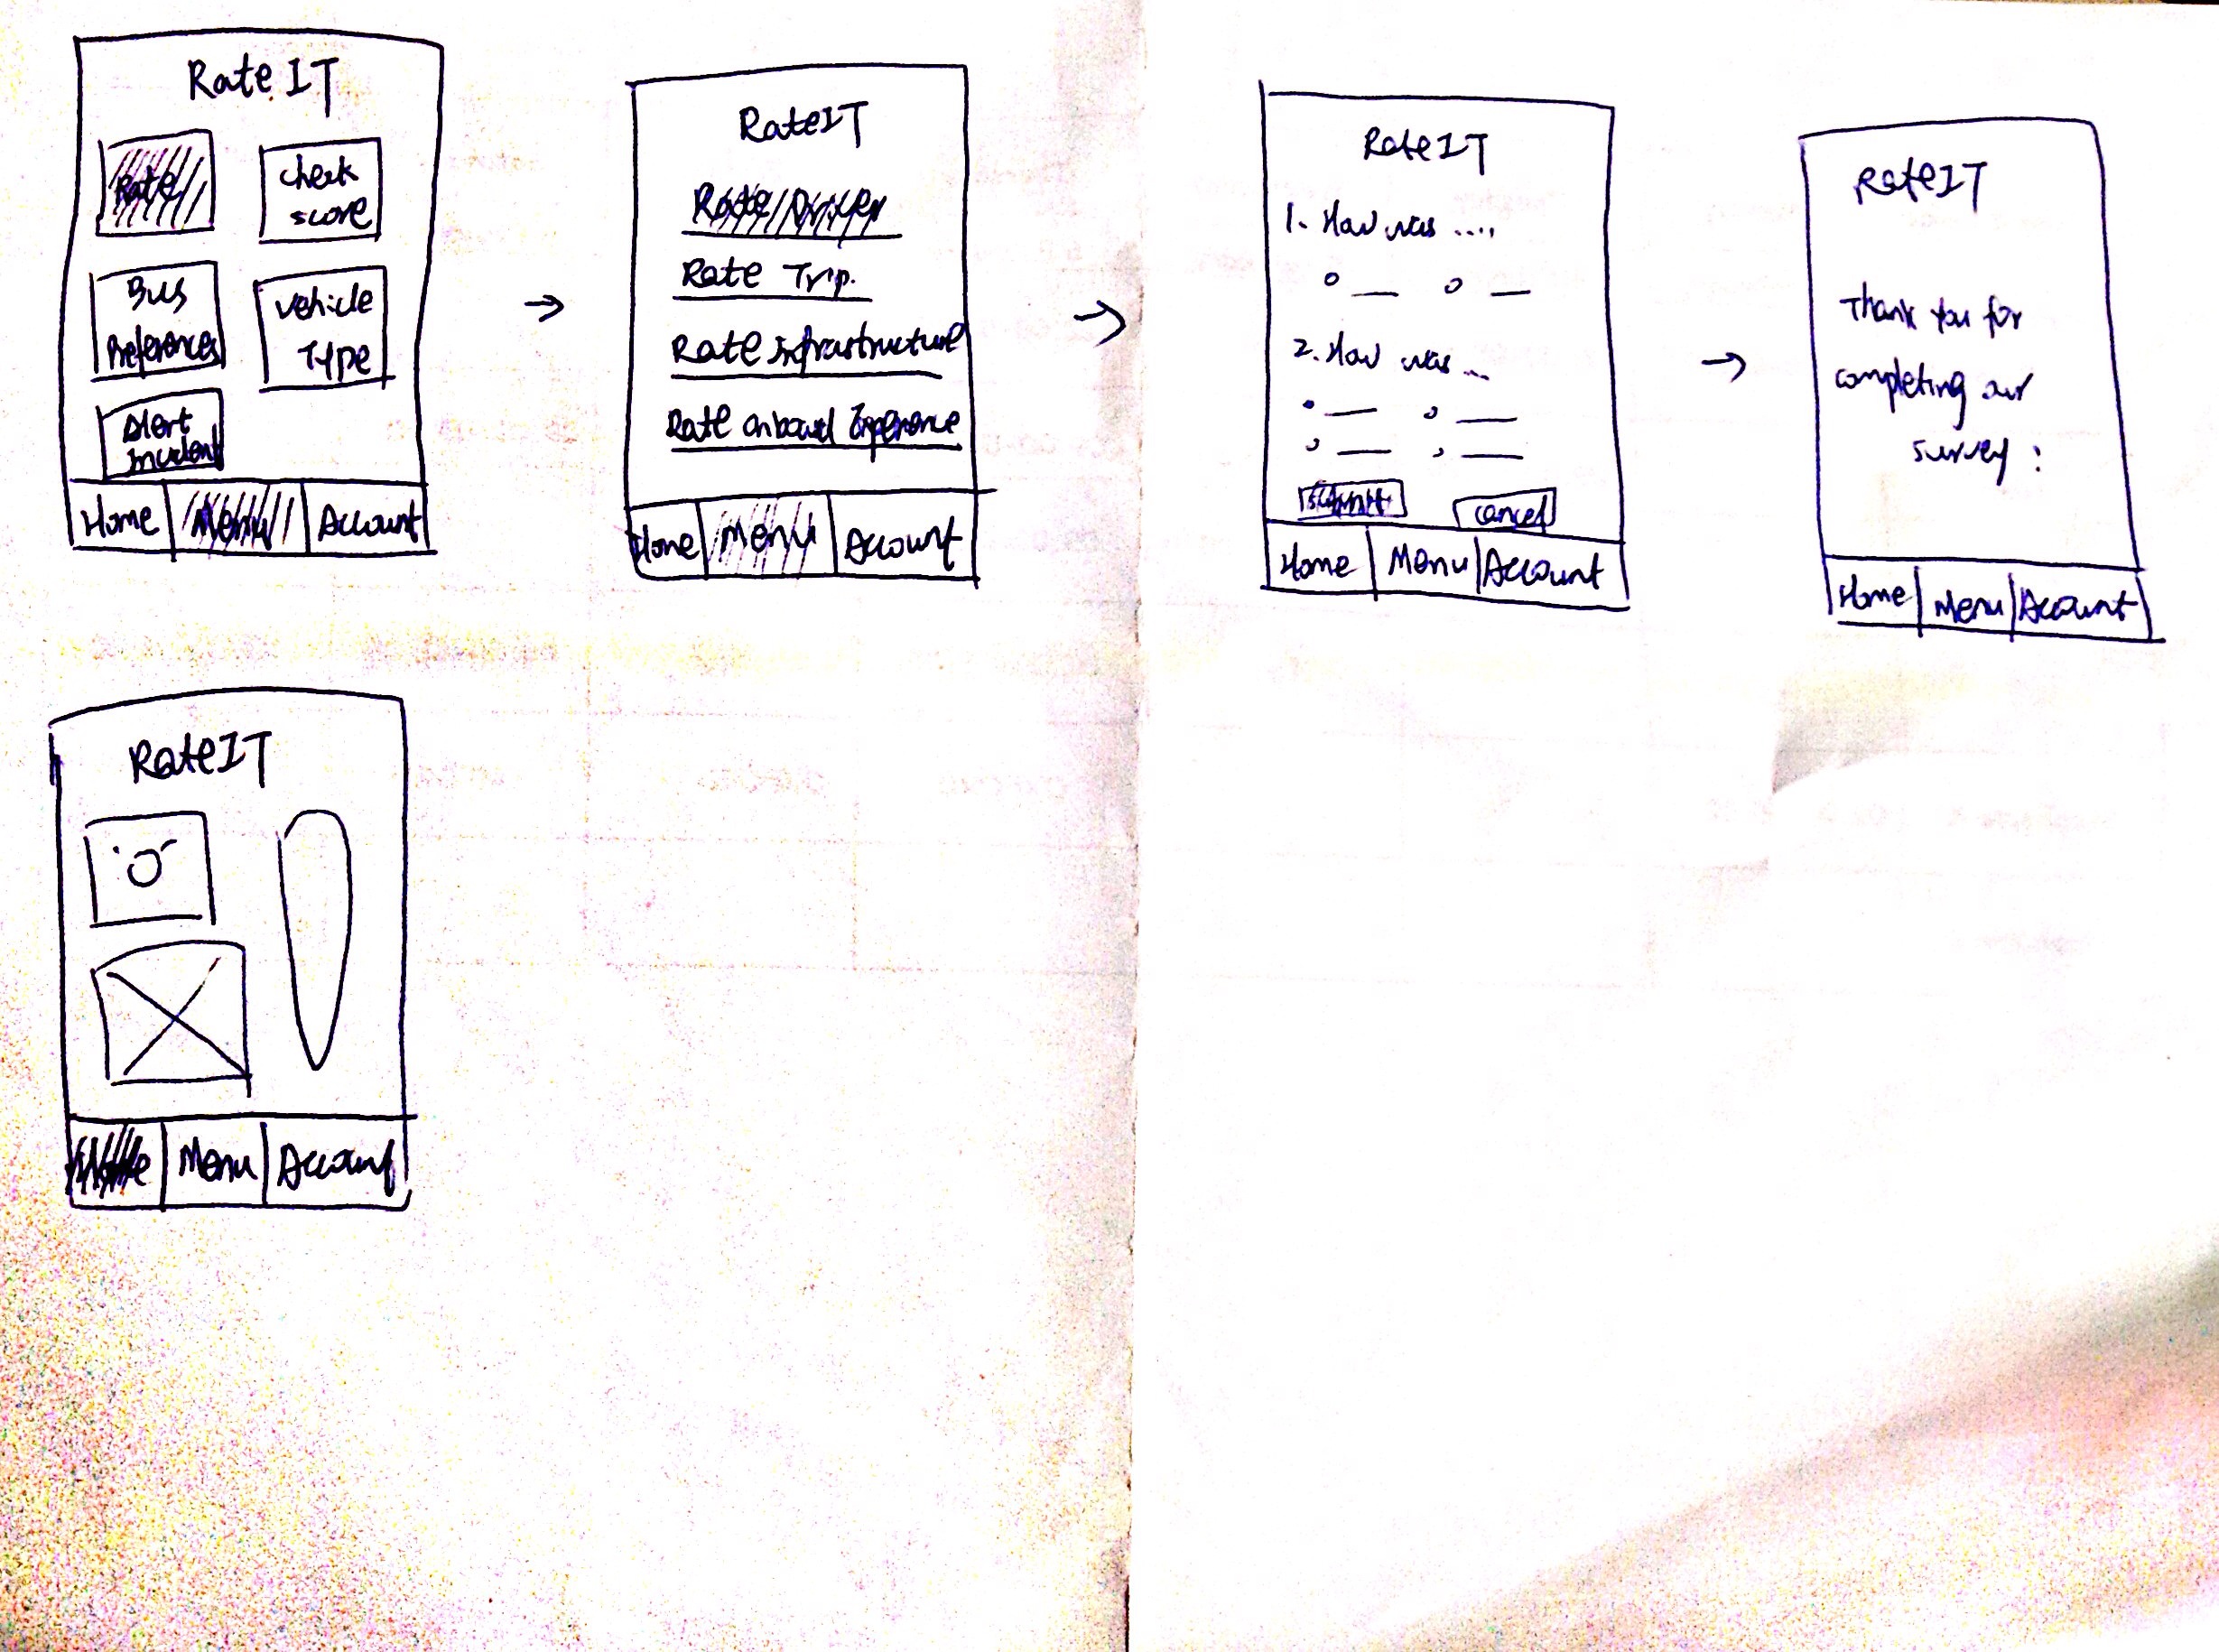 Rate IT
Rate
check
score
Bus
Preferences
vehicle
Type
Alert
Incident
Home Menu Account
RateIT
Rate Driver
Rate Trip.
Rate Infrastructure
Rate onboard Experience
Home Menu Account
RateIT
1. How was ....
2. How was ...
submit cancel
Home Menu Account
RateIT
Thank you for
completing our
survey :
Home Menu Account
RateIT
Home Menu Account